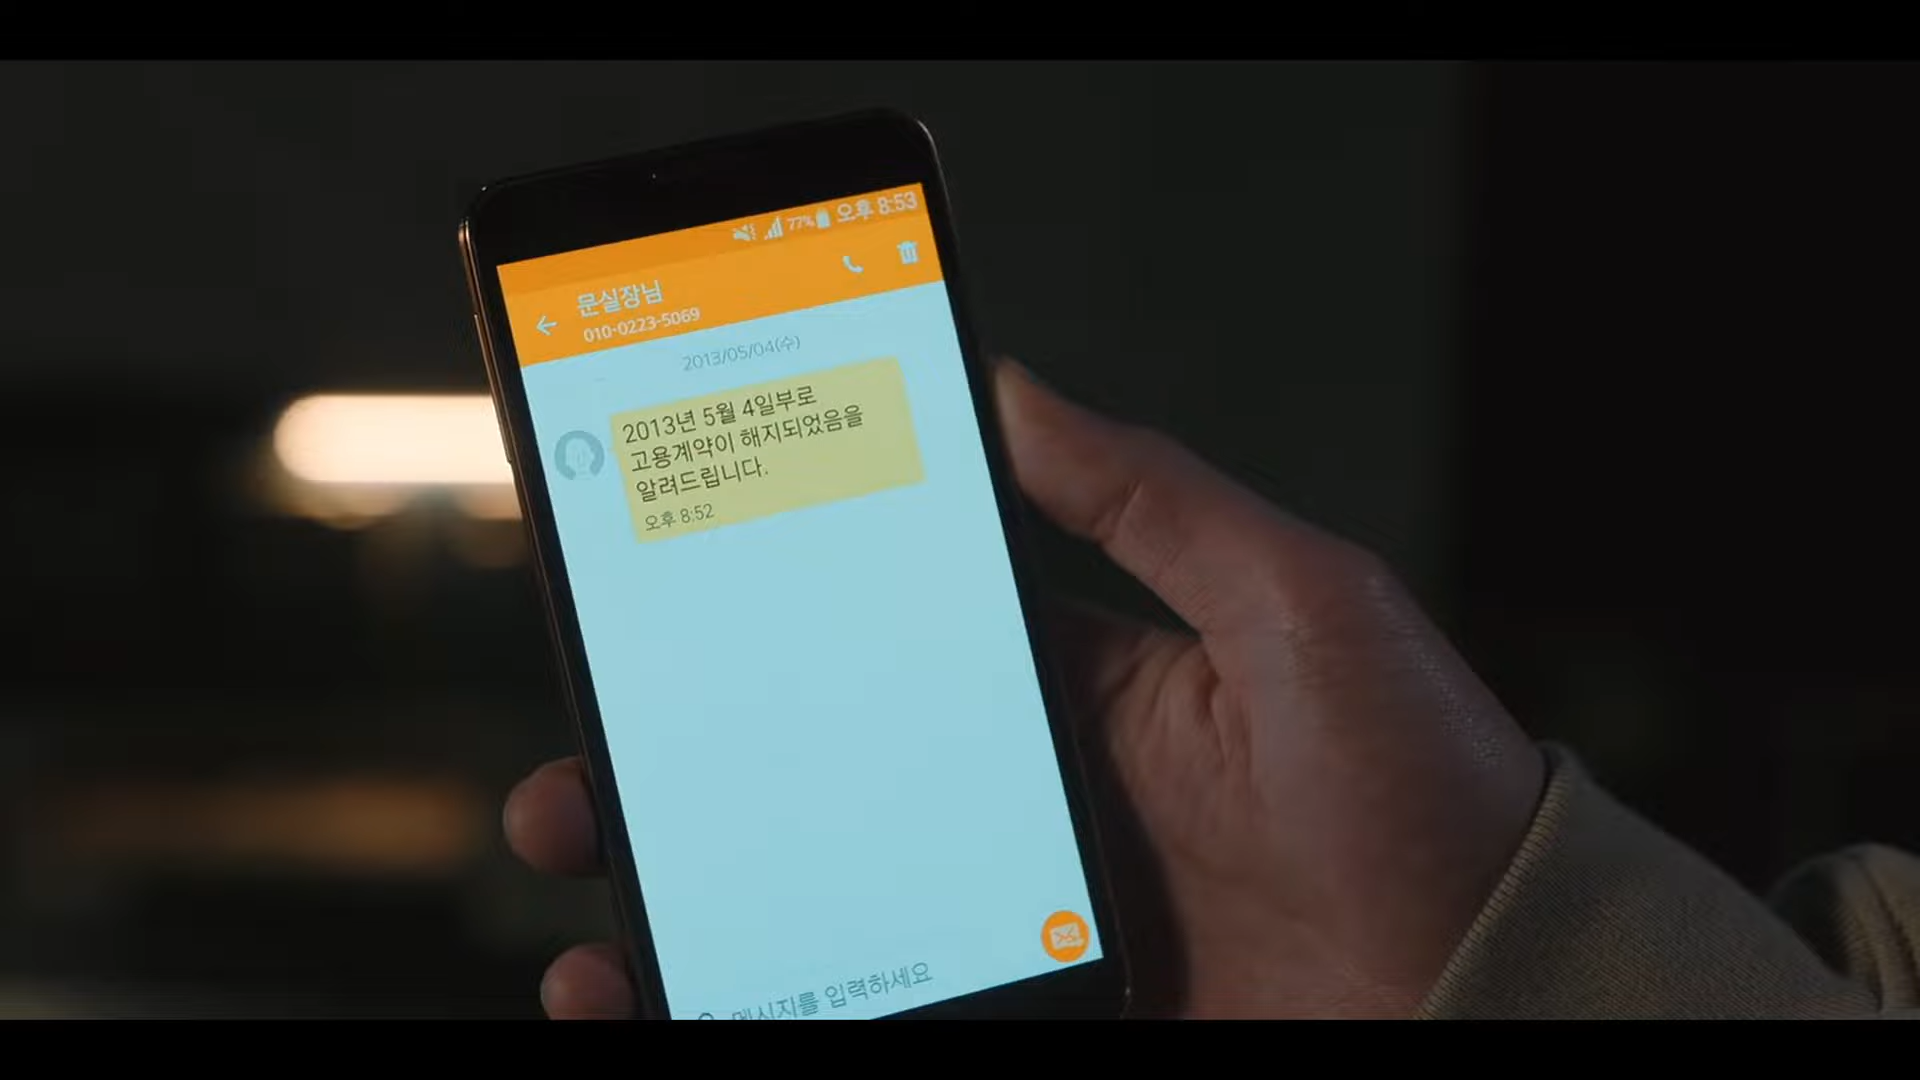 77% 오후 8:53
문실장님
010-0223-5069
2013/05/04(수)
2013년 5월 4일부로
고용계약이 해지되었음을
알려드립니다.
오후 8:52
메시지를 입력하세요